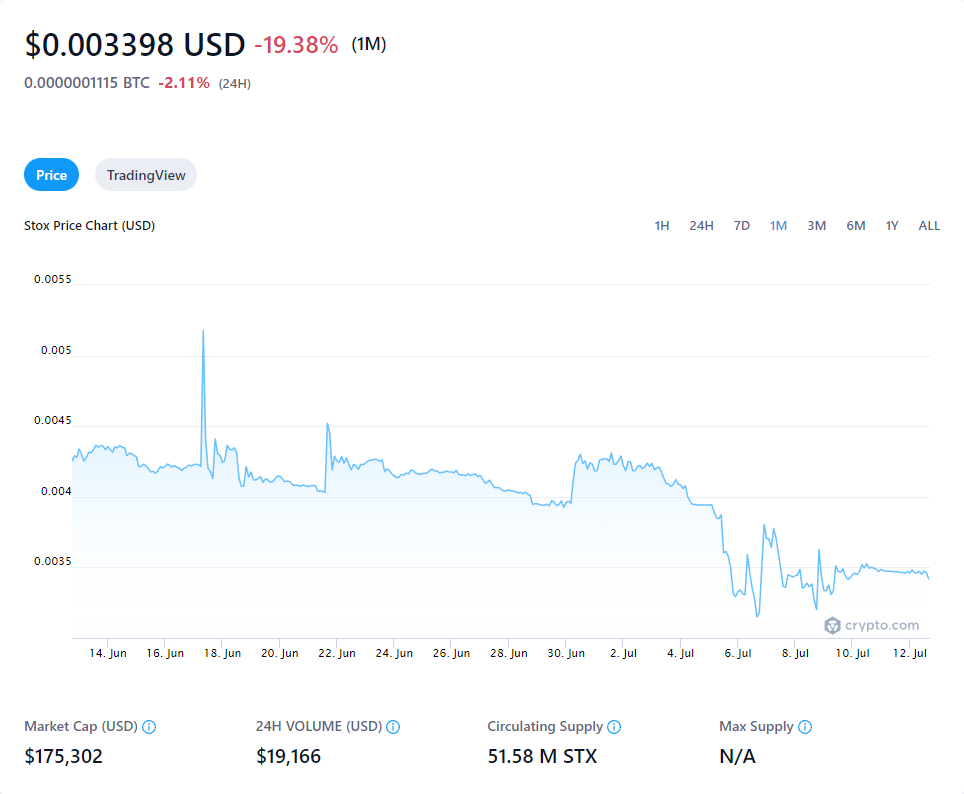 $0.003398 USD -19.38% (1M)
0.0000001115 BTC -2.11% (24H)
Price TradingView
Stox Price Chart (USD) 1H 24H 7D 1M 3M 6M 1Y ALL
0.0055
0.005
0.0045
0.004
0.0035
crypto.com
14. Jun 16. Jun 18. Jun 20. Jun 22. Jun 24. Jun 26. Jun 28. Jun 30. Jun 2. Jul 4. Jul 6. Jul 8. Jul 10. Jul 12. Jul
Market Cap (USD) 24H VOLUME (USD) Circulating Supply Max Supply
$175,302 $19,166 51.58 M STX N/A